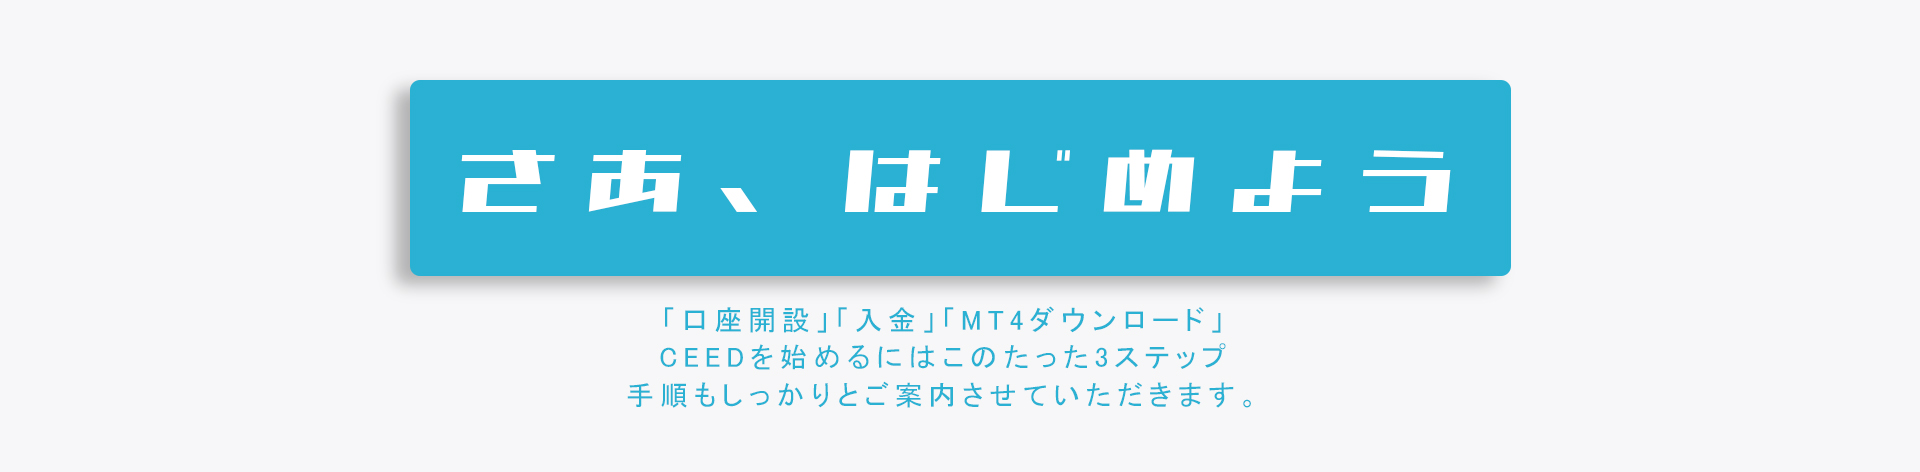 さあ、はじめよう
「口座開設」「入金」「MT4ダウンロード」
CEEDを始めるにはこのたった3ステップ
手順もしっかりとご案内させていただきます。